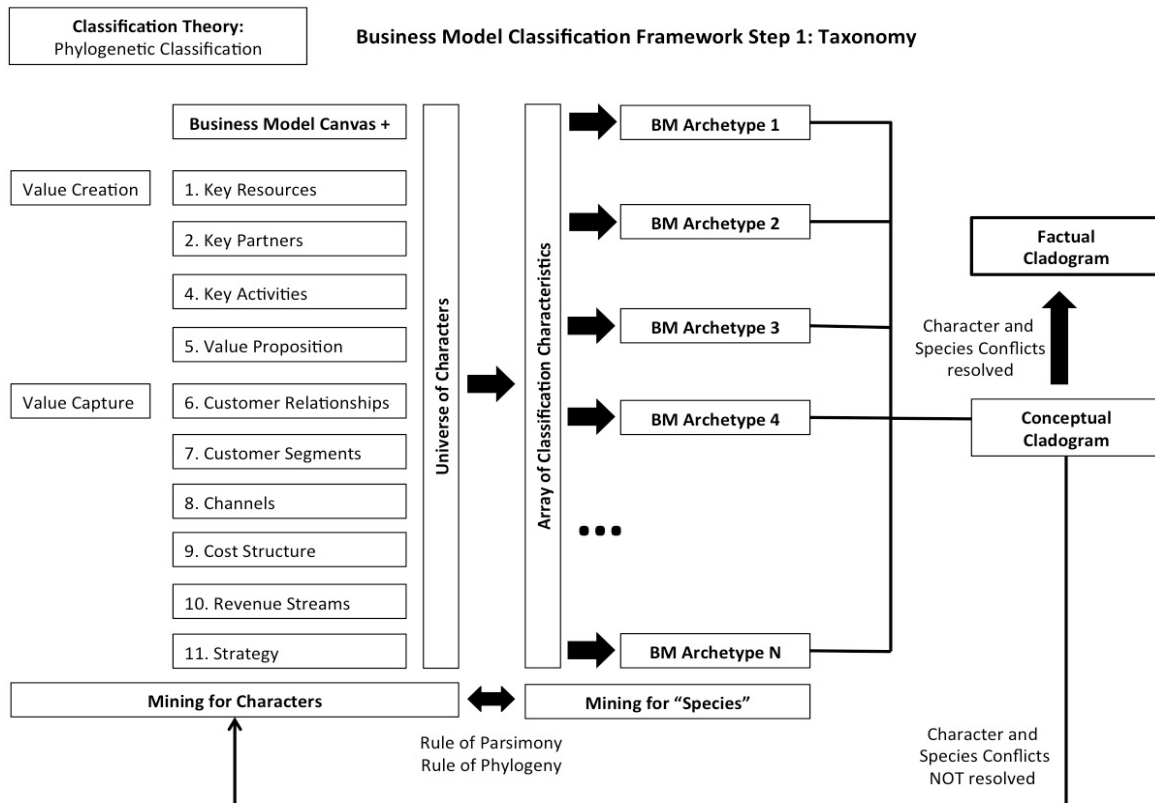 Classification Theory:
Phylogenetic Classification
Business Model Classification Framework Step 1: Taxonomy
Business Model Canvas +
Value Creation
1. Key Resources
2. Key Partners
4. Key Activities
5. Value Proposition
Value Capture
6. Customer Relationships
7. Customer Segments
8. Channels
9. Cost Structure
10. Revenue Streams
11. Strategy
Universe of Characters
Array of Classification Characteristics
BM Archetype 1
BM Archetype 2
BM Archetype 3
BM Archetype 4
...
BM Archetype N
Factual
Cladogram
Character and
Species Conflicts
resolved
Conceptual
Cladogram
Mining for Characters
Mining for “Species”
Rule of Parsimony
Rule of Phylogeny
Character and
Species Conflicts
NOT resolved